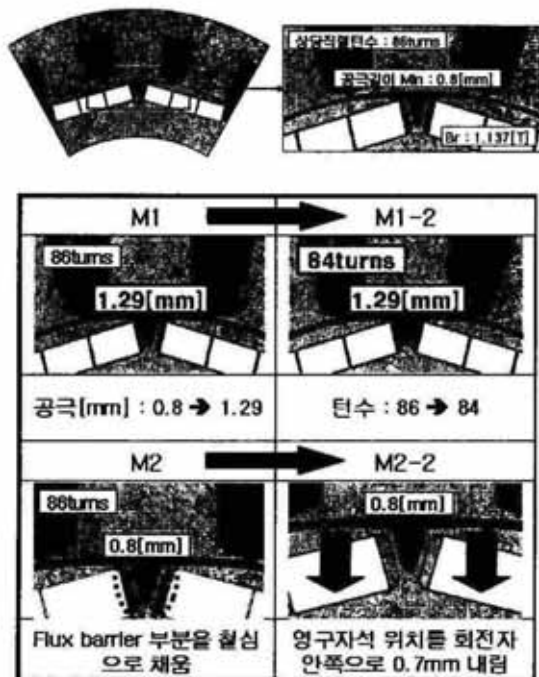 상당직렬턴수 : 86turns
공극길이 Min : 0.8[mm]
Br : 1.137[T]
M1
M1-2
86turns
1.29[mm]
84turns
1.29[mm]
공극[mm] : 0.8 ➔ 1.29
턴수 : 86 ➔ 84
M2
M2-2
86turns
0.8[mm]
0.8[mm]
Flux barrier 부분을 철심
으로 채움
영구자석 위치를 회전자
안쪽으로 0.7mm 내림